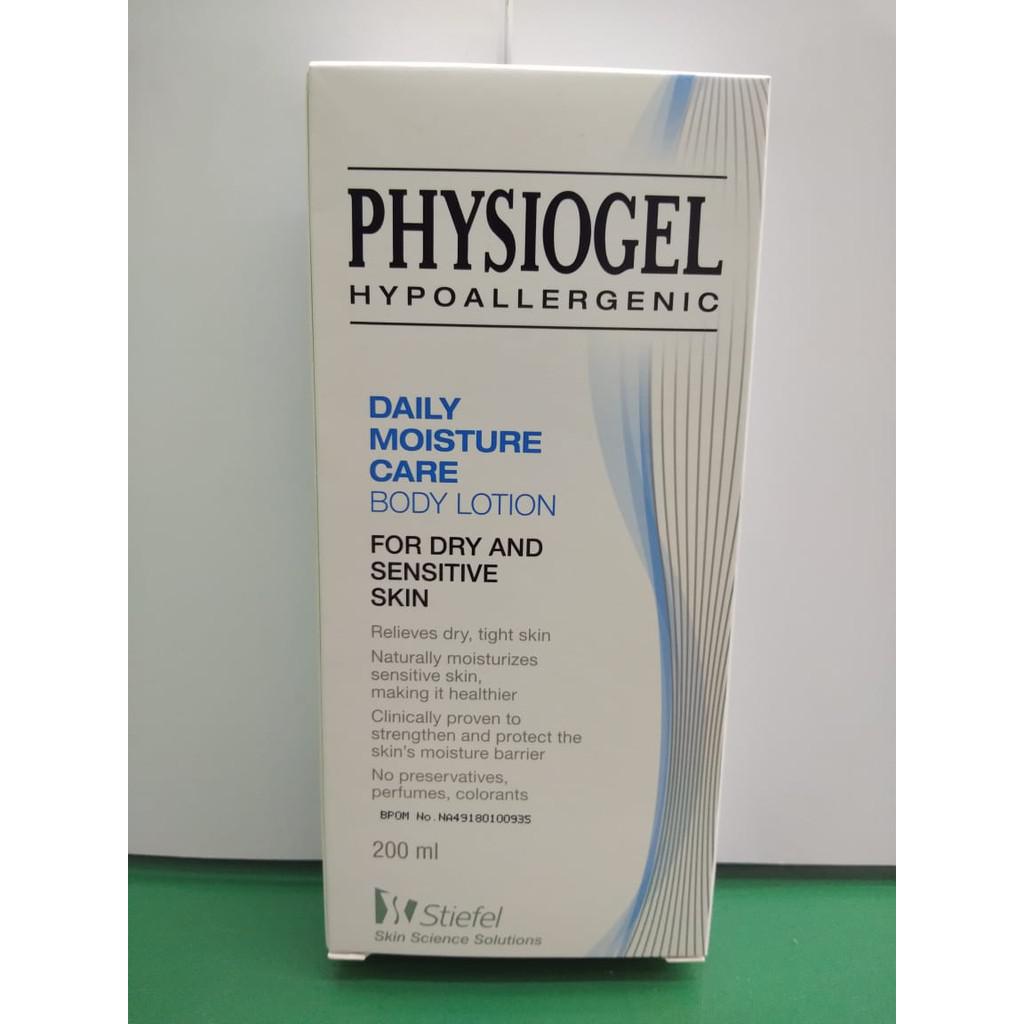 PHYSIOGEL
HYPOALLERGENIC
DAILY
MOISTURE
CARE
BODY LOTION
FOR DRY AND
SENSITIVE
SKIN
Relieves dry, tight skin
Naturally moisturizes
sensitive skin,
making it healthier
Clinically proven to
strengthen and protect the
skin's moisture barrier
No preservatives,
perfumes, colorants
BPOM No.NA49180100935
200 ml
Stiefel
Skin Science Solutions